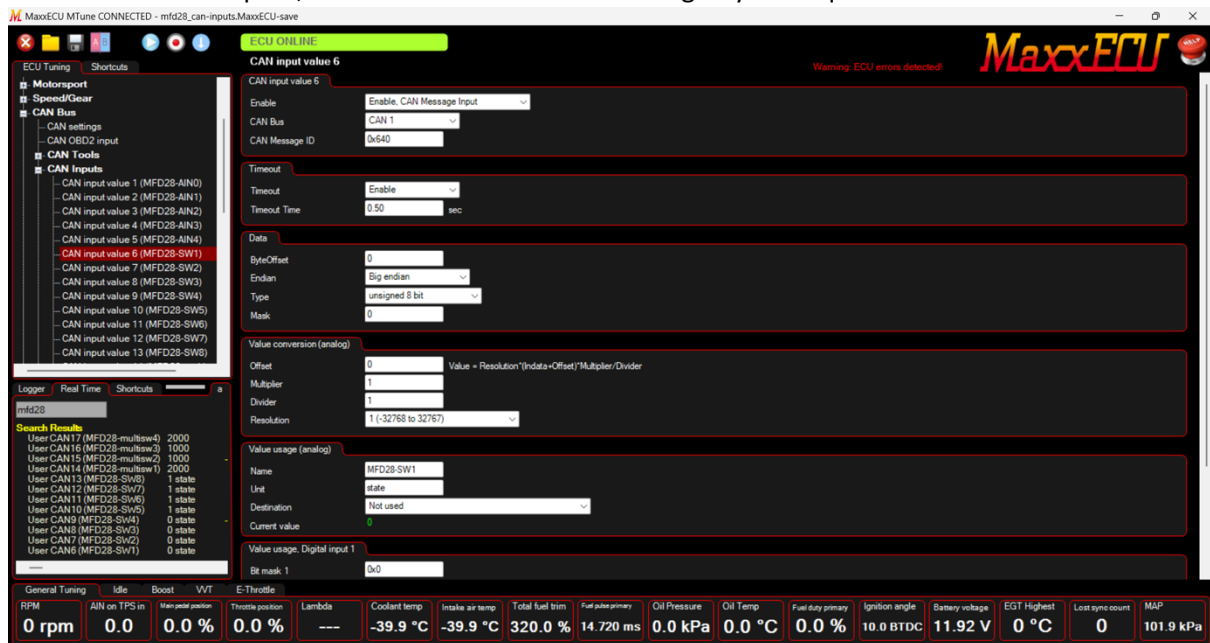 MaxxECU MTune CONNECTED - mfd28_can-inputs.MaxxECU-save
ECU ONLINE
CAN input value 6
Warning: ECU errors detected!
MaxxECU
HELP
ECU Tuning
Shortcuts
Motorsport
Speed/Gear
CAN Bus
CAN settings
CAN OBD2 input
CAN Tools
CAN Inputs
CAN input value 1 (MFD28-AIN0)
CAN input value 2 (MFD28-AIN1)
CAN input value 3 (MFD28-AIN2)
CAN input value 4 (MFD28-AIN3)
CAN input value 5 (MFD28-AIN4)
CAN input value 6 (MFD28-SW1)
CAN input value 7 (MFD28-SW2)
CAN input value 8 (MFD28-SW3)
CAN input value 9 (MFD28-SW4)
CAN input value 10 (MFD28-SW5)
CAN input value 11 (MFD28-SW6)
CAN input value 12 (MFD28-SW7)
CAN input value 13 (MFD28-SW8)
Logger
Real Time
Shortcuts
a
mfd28
Search Results
User CAN17 (MFD28-multisw4) 2000
User CAN16 (MFD28-multisw3) 1000
User CAN15 (MFD28-multisw2) 1000
User CAN14 (MFD28-multisw1) 2000
User CAN13 (MFD28-SW8) 1 state
User CAN12 (MFD28-SW7) 1 state
User CAN11 (MFD28-SW6) 1 state
User CAN10 (MFD28-SW5) 1 state
User CAN9 (MFD28-SW4) 0 state
User CAN8 (MFD28-SW3) 0 state
User CAN7 (MFD28-SW2) 0 state
User CAN6 (MFD28-SW1) 0 state
CAN input value 6
Enable Enable, CAN Message Input
CAN Bus CAN 1
CAN Message ID 0x640
Timeout
Timeout Enable
Timeout Time 0.50 sec
Data
ByteOffset 0
Endian Big endian
Type unsigned 8 bit
Mask 0
Value conversion (analog)
Offset 0 Value = Resolution*(Indata+Offset)*Multiplier/Divider
Multiplier 1
Divider 1
Resolution 1 (-32768 to 32767)
Value usage (analog)
Name MFD28-SW1
Unit state
Destination Not used
Current value 0
Value usage, Digital input 1
Bit mask 1 0x0
General Tuning Idle Boost VVT E-Throttle
RPM AIN on TPS in Main pedal position Throttle position Lambda Coolant temp Intake air temp Total fuel trim Fuel pulse primary Oil Pressure Oil Temp Fuel duty primary Ignition angle Battery voltage EGT Highest Lost sync count MAP
0 rpm 0.0 0.0 % 0.0 % --- -39.9 °C -39.9 °C 320.0 % 14.720 ms 0.0 kPa 0.0 °C 0.0 % 10.0 BTDC 11.92 V 0 °C 0 101.9 kPa